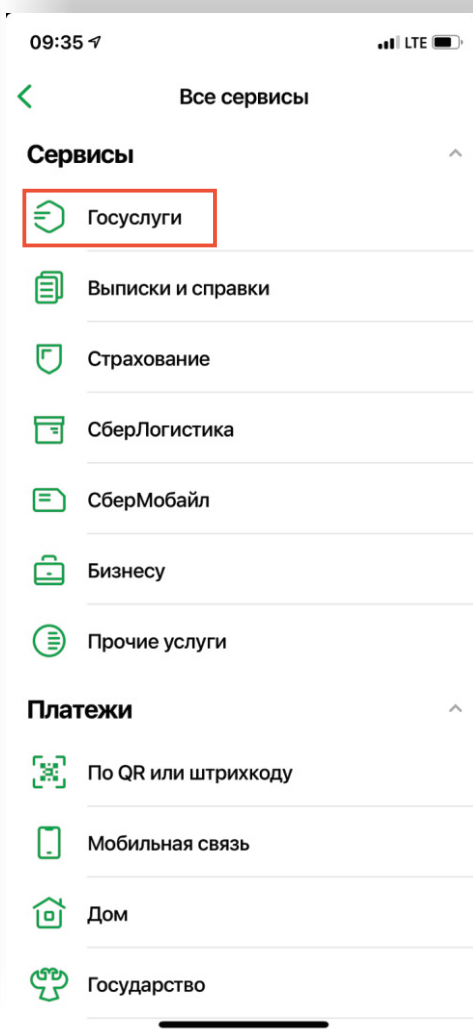 09:35
LTE
Все сервисы
Сервисы
Госуслуги
Выписки и справки
Страхование
СберЛогистика
СберМобайл
Бизнесу
Прочие услуги
Платежи
По QR или штрихкоду
Мобильная связь
Дом
Государство